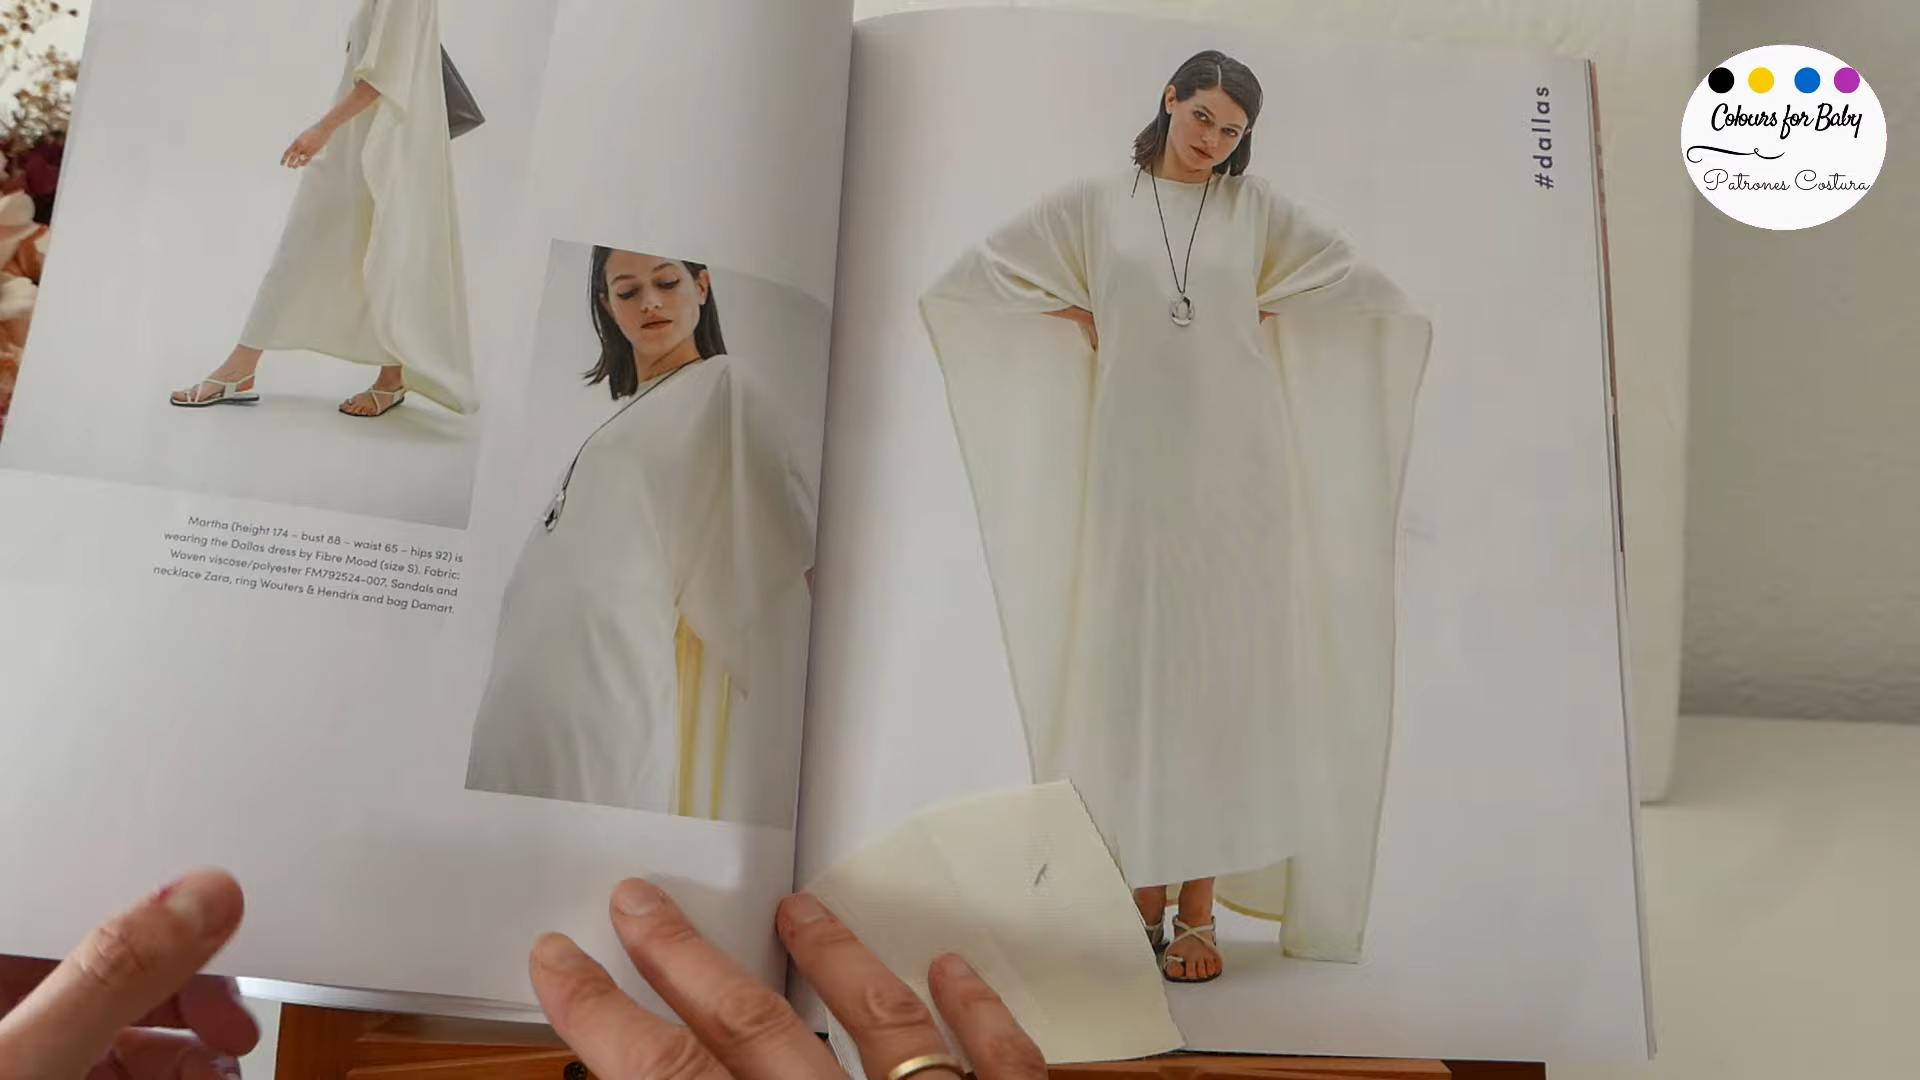 Martha (height 174 – bust 88 – waist 65 – hips 92) is
wearing the Dallas dress by Fibre Mood (size S). Fabric:
Woven viscose/polyester FM792524-007. Sandals and
necklace Zara, ring Wouters & Hendrix and bag Damart.
#dallas
Colours for Baby
Patrones Costura